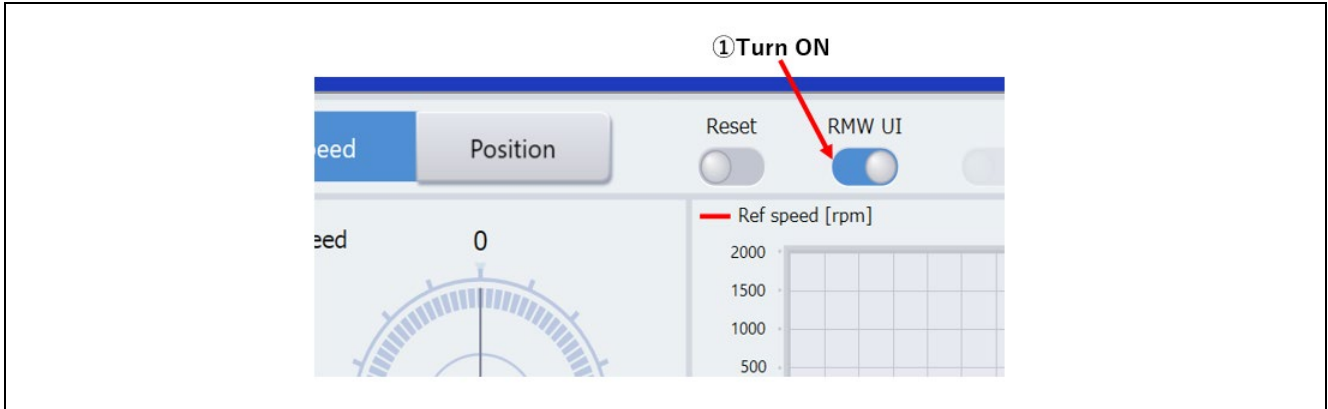 ①Turn ON
Reset RMW UI
eed Position
Ref speed [rpm]
eed 0
2000
1500
1000
500